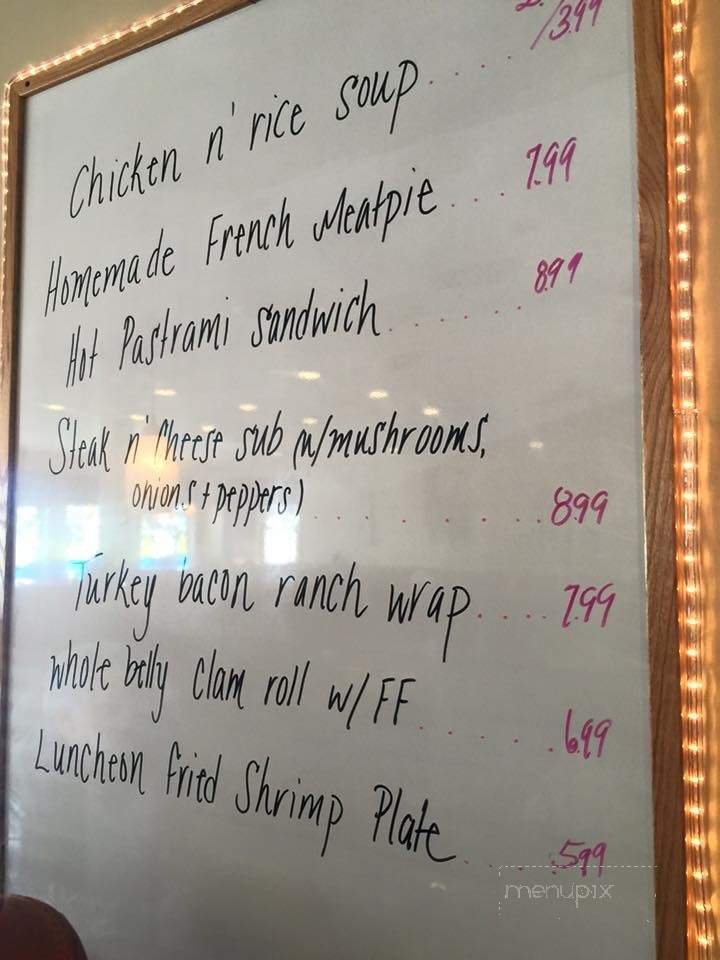 /3.99
Chicken n' rice soup........
Homemade French Meatpie.... 7.99
Hot Pastrami Sandwich....... 8.99
Steak n' Cheese sub (w/mushrooms,
onions + peppers)....... 8.99
Turkey bacon ranch wrap..... 7.99
whole belly clam roll w/FF...... 6.99
Luncheon fried Shrimp Plate..... 5.99
menupix